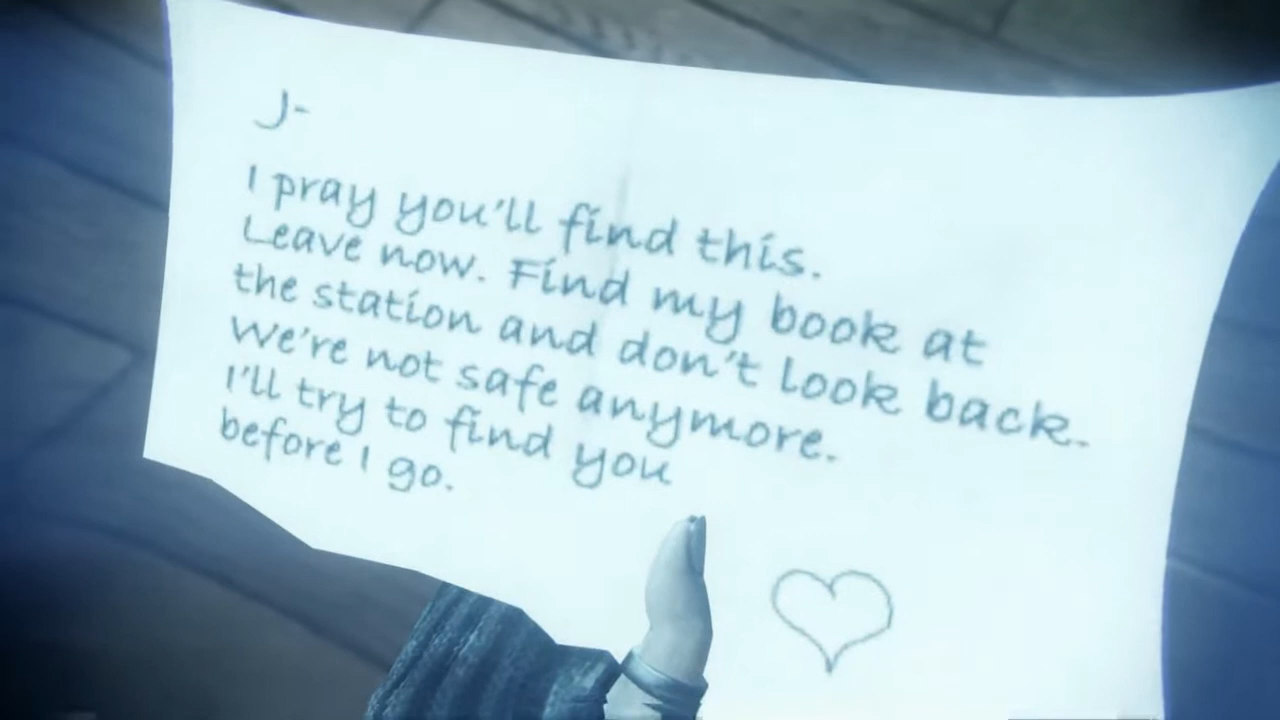 J-
I pray you'll find this.
Leave now. Find my book at
the station and don't look back.
We're not safe anymore.
I'll try to find you
before I go.